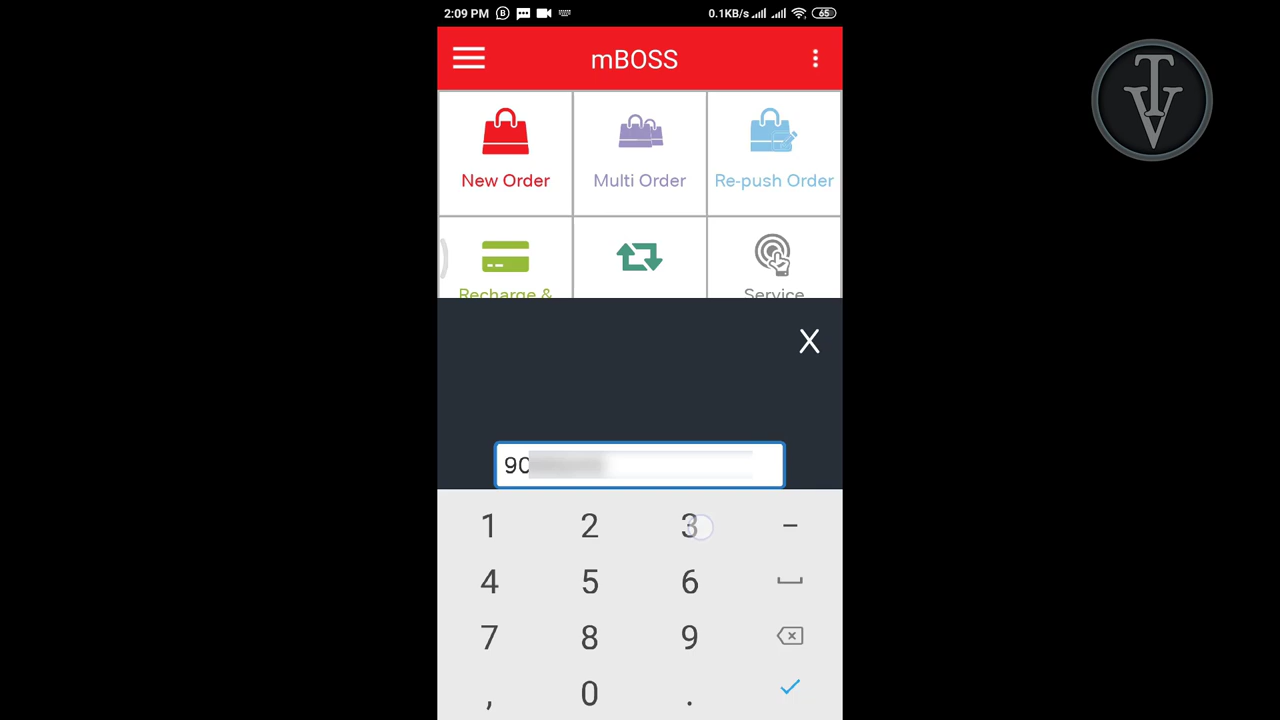 2:09 PM
0.1KB/s
65
mBOSS
TV
New Order
Multi Order
Re-push Order
Recharge &
Service
X
90
1 2 3 -
4 5 6
7 8 9
, 0 .